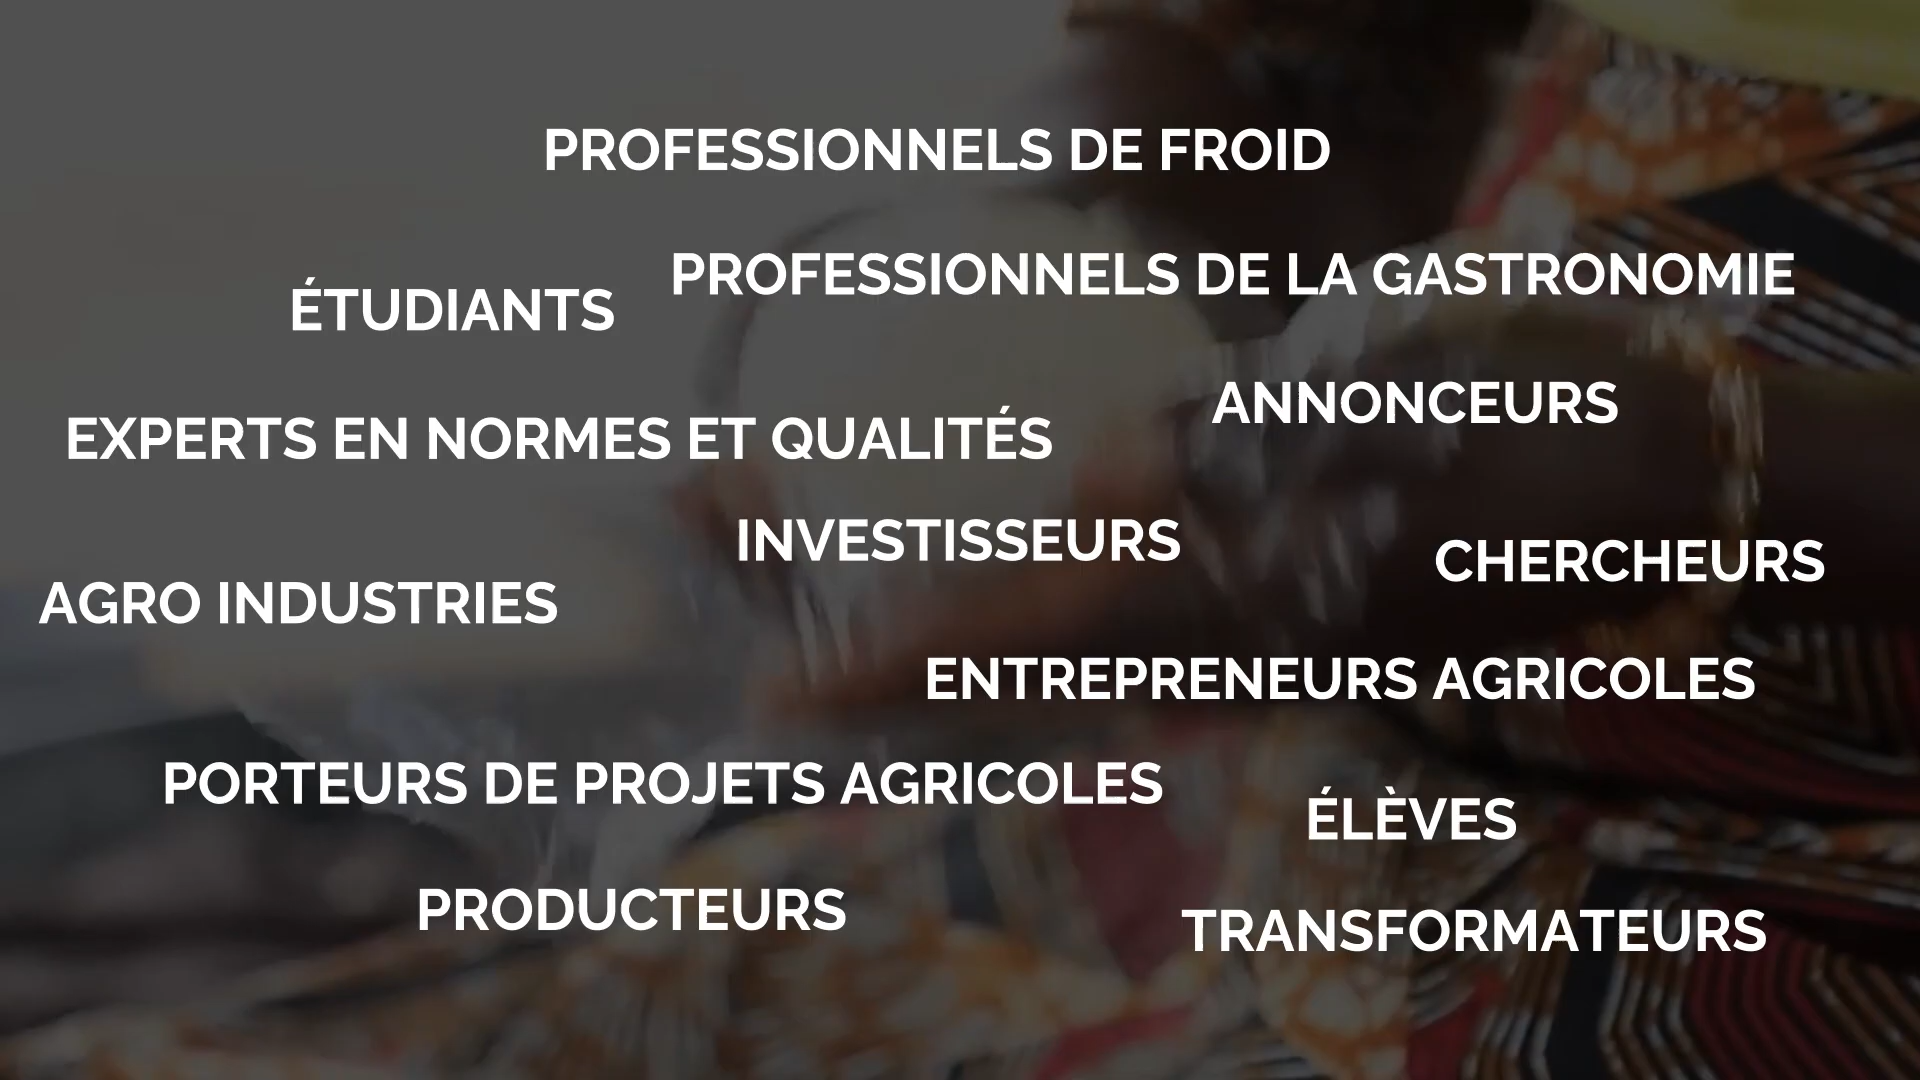 PROFESSIONNELS DE FROID
PROFESSIONNELS DE LA GASTRONOMIE
ÉTUDIANTS
ANNONCEURS
EXPERTS EN NORMES ET QUALITÉS
INVESTISSEURS
CHERCHEURS
AGRO INDUSTRIES
ENTREPRENEURS AGRICOLES
PORTEURS DE PROJETS AGRICOLES
ÉLÈVES
PRODUCTEURS
TRANSFORMATEURS